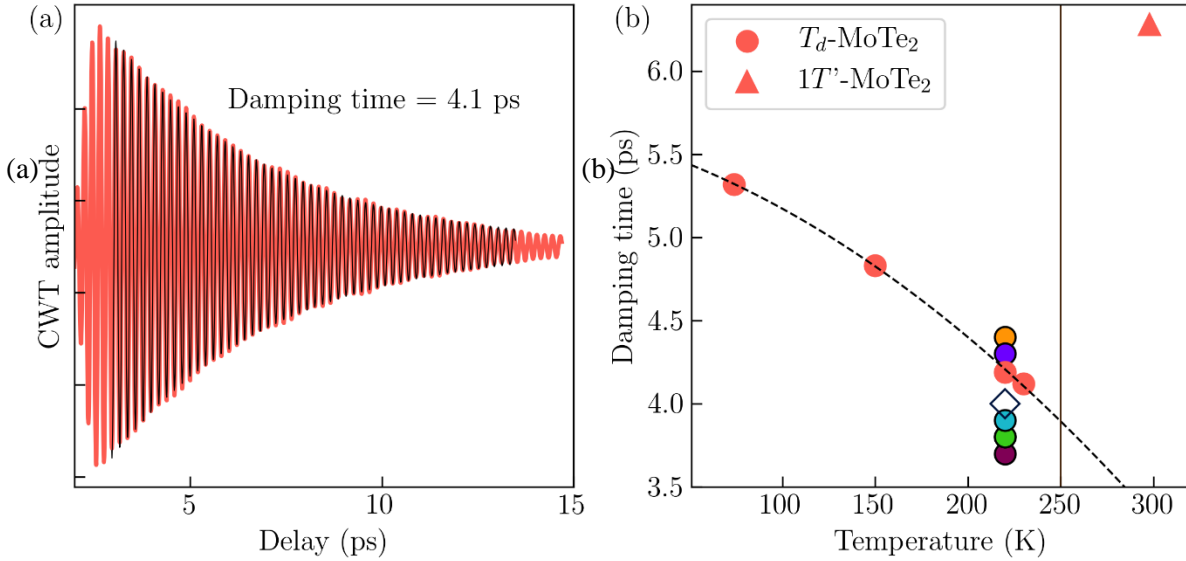 (a)
Damping time = 4.1 ps
CWT amplitude
(a)
5
10
15
Delay (ps)
(b)
T_d-MoTe₂
1T'-MoTe₂
Damping time (ps)
(b)
6.0
5.5
5.0
4.5
4.0
3.5
100
150
200
250
300
Temperature (K)